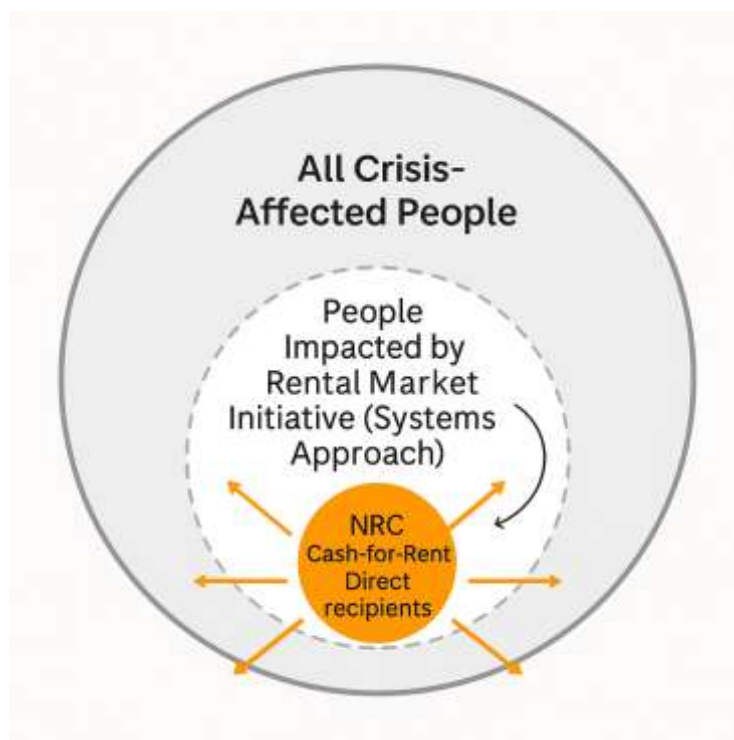 All Crisis-
Affected People
People
Impacted by
Rental Market
Initiative (Systems
Approach)
NRC
Cash-for-Rent
Direct
recipients